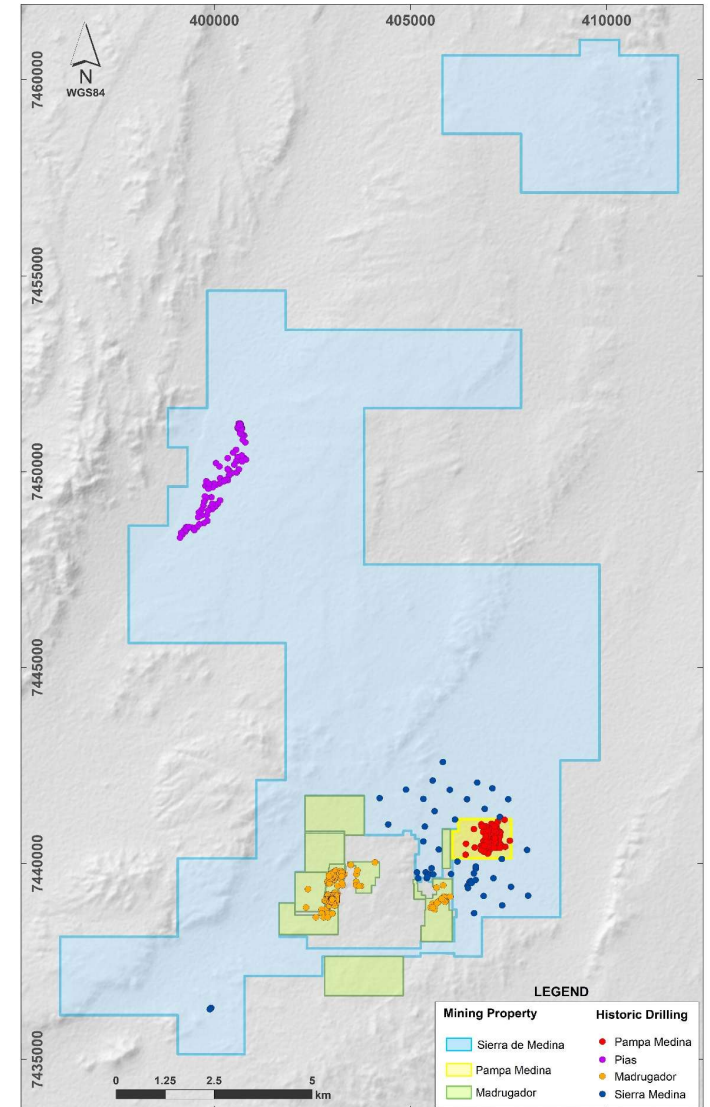 400000 405000 410000
7460000
N
WGS84
7455000
7450000
7445000
7440000
7435000
LEGEND
Mining Property
Sierra de Medina
Pampa Medina
Madrugador
Historic Drilling
Pampa Medina
Pias
Madrugador
Sierra Medina
0 1.25 2.5 5
km